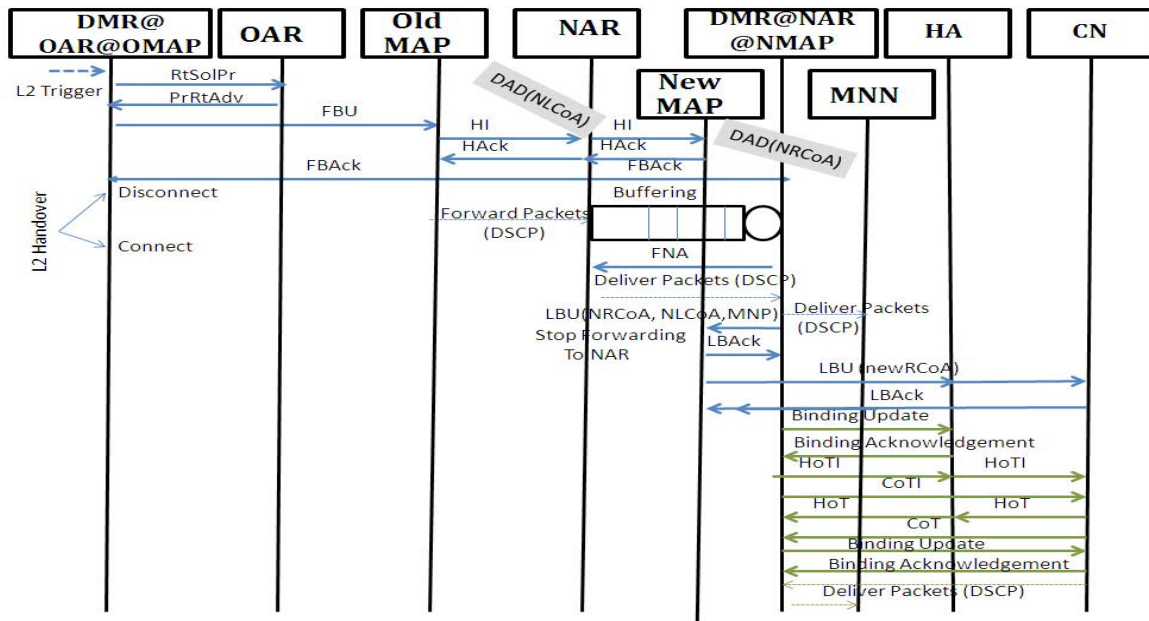 DMR@
OAR@OMAP
OAR
Old
MAP
NAR
DMR@NAR
@NMAP
HA
CN
New
MAP
MNN
L2 Trigger
RtSolPr
PrRtAdv
FBU
DAD(NLCoA)
HI
HI
HAck
HAck
DAD(NRCoA)
FBAck
FBAck
L2 Handover
Disconnect
Buffering
Forward Packets
(DSCP)
Connect
FNA
Deliver Packets (DSCP)
LBU(NRCoA, NLCoA,MNP)
Deliver Packets
(DSCP)
Stop Forwarding
To NAR
LBAck
LBU (newRCoA)
LBAck
Binding Update
Binding Acknowledgement
HoTI
HoTI
CoTI
HoT
HoT
CoT
Binding Update
Binding Acknowledgement
Deliver Packets (DSCP)